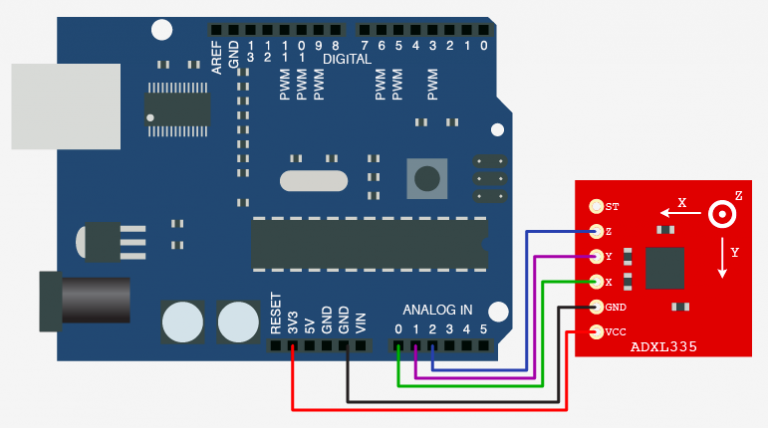 AREF
GND
13
12
11
10
9
8
7
6
5
4
3
2
1
0
DIGITAL
PWM
PWM
PWM
PWM
PWM
PWM
RESET
3V3
5V
GND
GND
VIN
ANALOG IN
0 1 2 3 4 5
ST
Z
Y
X
GND
VCC
X
Z
Y
ADXL335